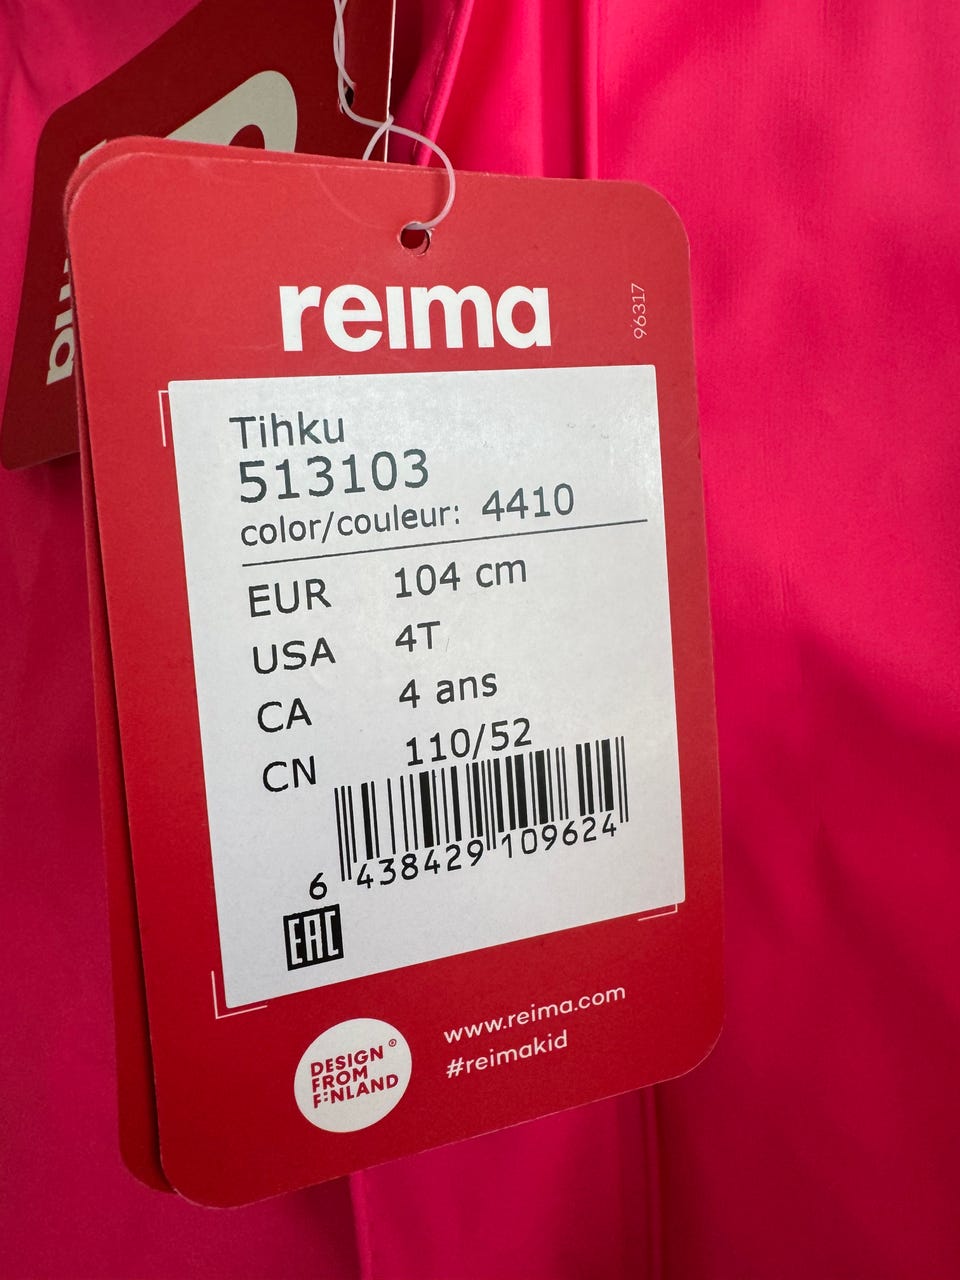 reima
96317
Tihku
513103
color/couleur: 4410
EUR 104 cm
USA 4T
CA 4 ans
CN 110/52
6 438429 109624
EAC
DESIGN ®
FROM
FINLAND
www.reima.com
#reimakid